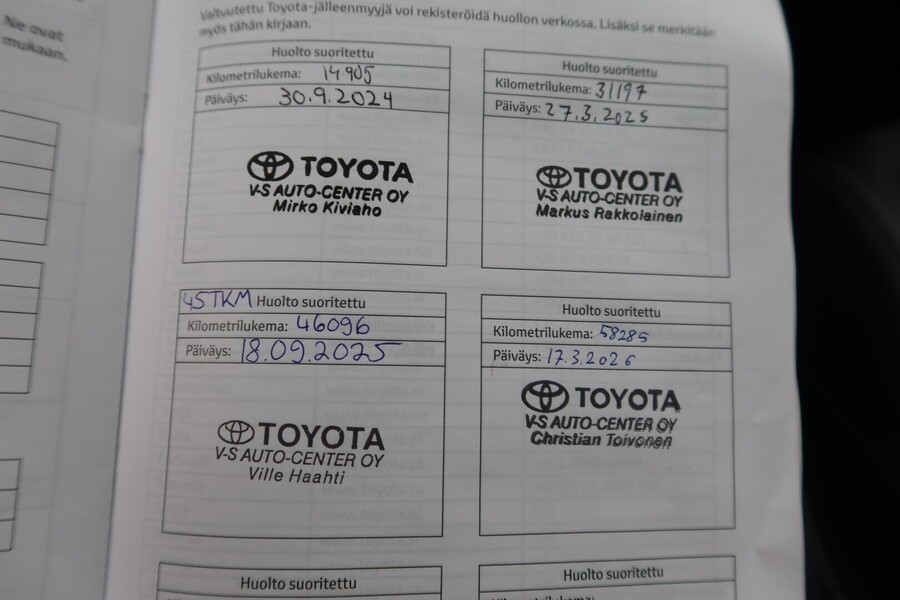 Ne ovat
mukaan.
Valtuutettu Toyota-jälleenmyyjä voi rekisteröidä huollon verkossa. Lisäksi se merkitään
myös tähän kirjaan.
Huolto suoritettu
Kilometrilukema: 14905
Päiväys: 30.9.2024
TOYOTA
V-S AUTO-CENTER OY
Mirko Kiviaho
Huolto suoritettu
Kilometrilukema: 31197
Päiväys: 27.3.2025
TOYOTA
V-S AUTO-CENTER OY
Markus Rakkolainen
45TKM Huolto suoritettu
Kilometrilukema: 46096
Päiväys: 18.09.2025
TOYOTA
V-S AUTO-CENTER OY
Ville Haahti
Huolto suoritettu
Kilometrilukema: 58285
Päiväys: 17.3.2026
TOYOTA
V-S AUTO-CENTER OY
Christian Toivonen
Huolto suoritettu
Huolto suoritettu
Kilometrilukema: